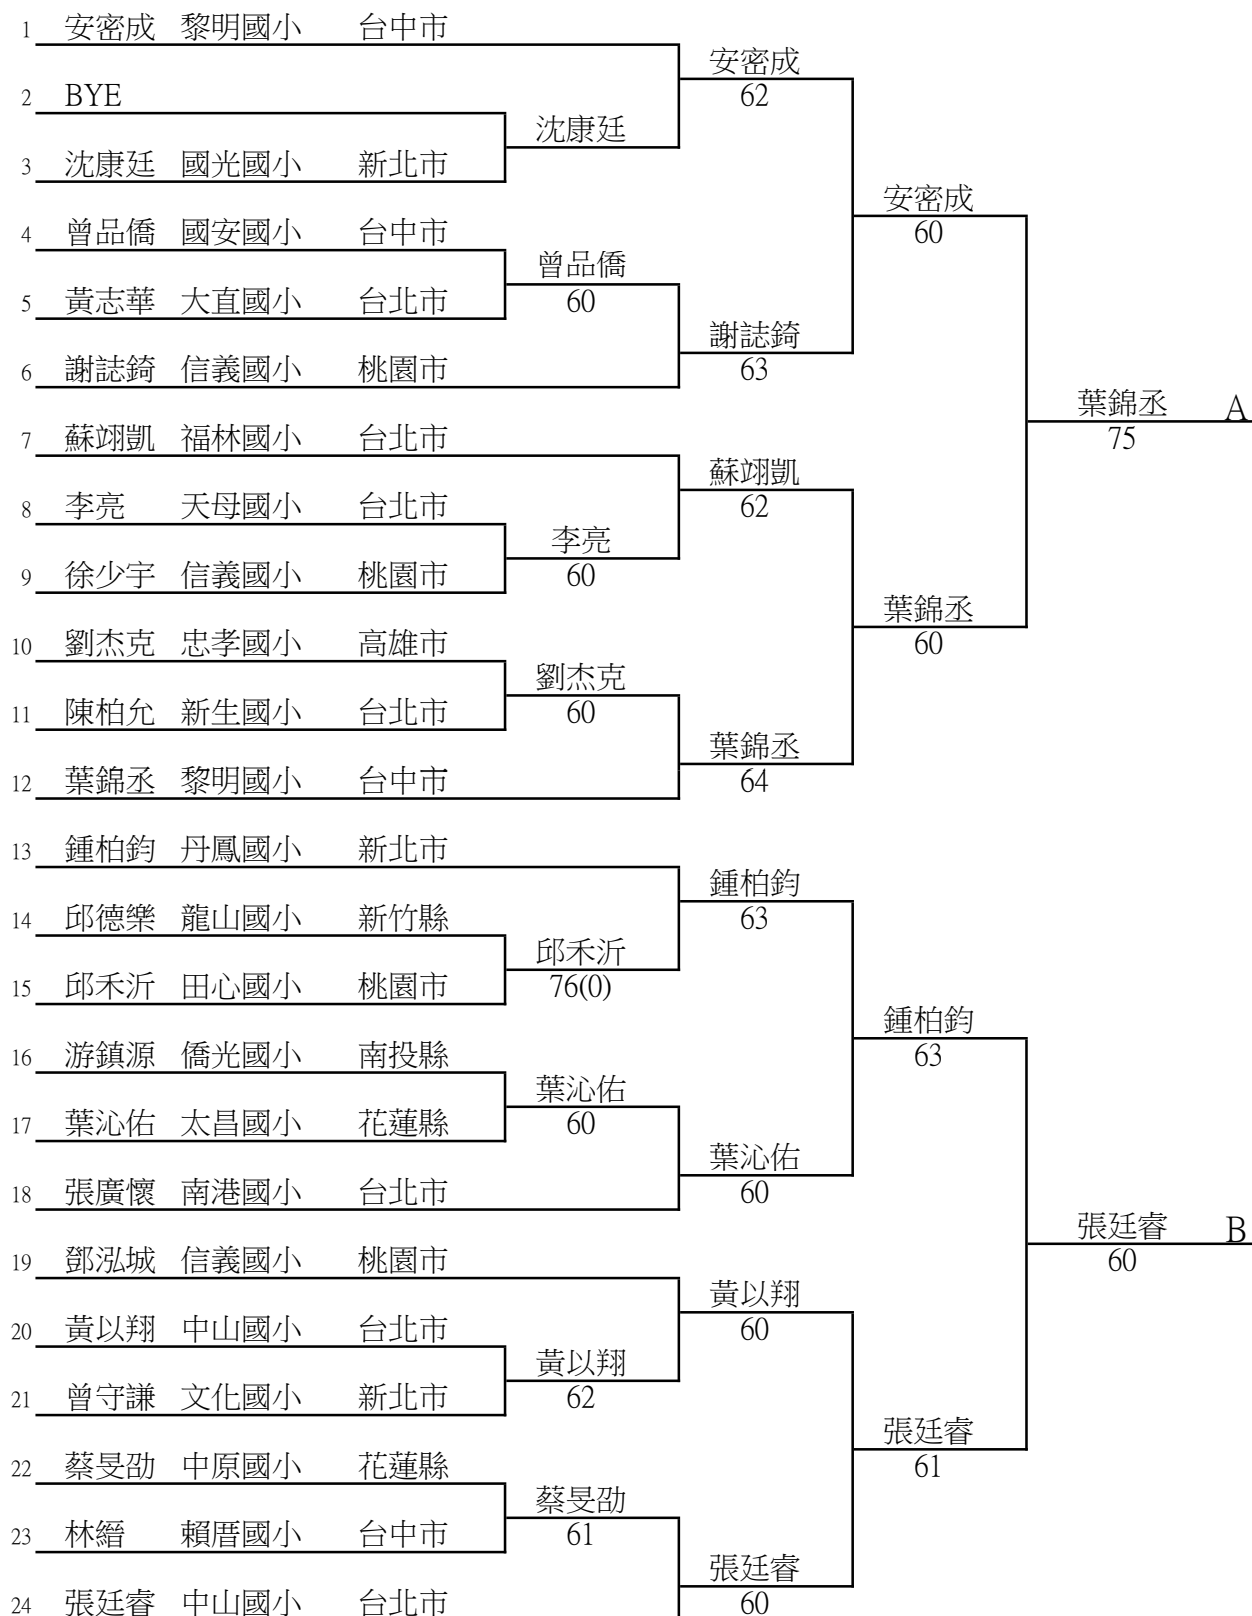 1 安密成 黎明國小 台中市
安密成
62
2 BYE
沈康廷
3 沈康廷 國光國小 新北市
安密成
60
4 曾品僑 國安國小 台中市
曾品僑
60
5 黃志華 大直國小 台北市
謝誌錡
63
6 謝誌錡 信義國小 桃園市
葉錦丞 A
75
7 蘇翊凱 福林國小 台北市
蘇翊凱
62
8 李亮 天母國小 台北市
李亮
60
9 徐少宇 信義國小 桃園市
葉錦丞
60
10 劉杰克 忠孝國小 高雄市
劉杰克
60
11 陳柏允 新生國小 台北市
葉錦丞
64
12 葉錦丞 黎明國小 台中市
13 鍾柏鈞 丹鳳國小 新北市
鍾柏鈞
63
14 邱德樂 龍山國小 新竹縣
邱禾沂
76(0)
15 邱禾沂 田心國小 桃園市
鍾柏鈞
63
16 游鎮源 僑光國小 南投縣
葉沁佑
60
17 葉沁佑 太昌國小 花蓮縣
葉沁佑
60
18 張廣懷 南港國小 台北市
張廷睿 B
60
19 鄧泓城 信義國小 桃園市
黃以翔
60
20 黃以翔 中山國小 台北市
黃以翔
62
21 曾守謙 文化國小 新北市
張廷睿
61
22 蔡旻劭 中原國小 花蓮縣
蔡旻劭
61
23 林縉 賴厝國小 台中市
張廷睿
60
24 張廷睿 中山國小 台北市